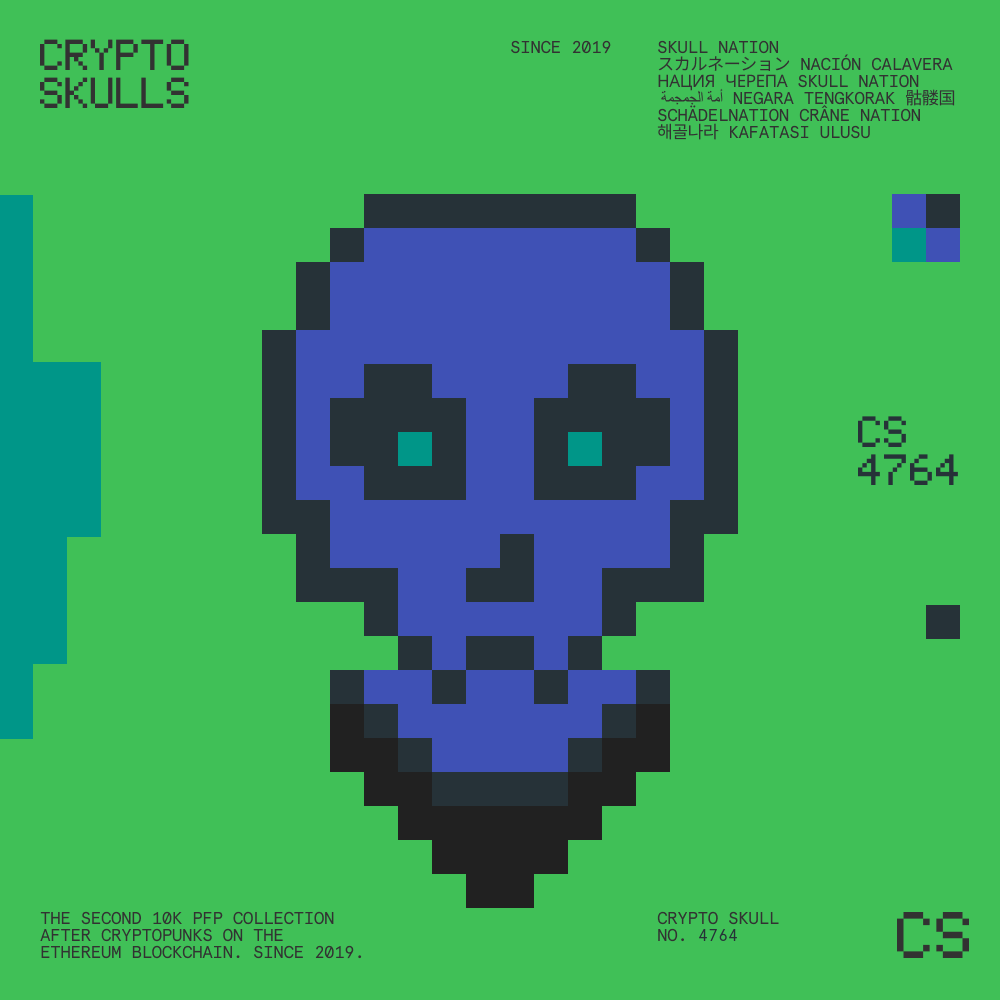 CRYPTO
SKULLS
SINCE 2019
SKULL NATION
スカルネーション NACIÓN CALAVERA
НАЦИЯ ЧЕРЕПА SKULL NATION
أمة الجمجمة NEGARA TENGKORAK 骷髅国
SCHÄDELNATION CRÂNE NATION
해골나라 KAFATASI ULUSU
CS
4764
THE SECOND 10K PFP COLLECTION
AFTER CRYPTOPUNKS ON THE
ETHEREUM BLOCKCHAIN. SINCE 2019.
CRYPTO SKULL
NO. 4764
CS